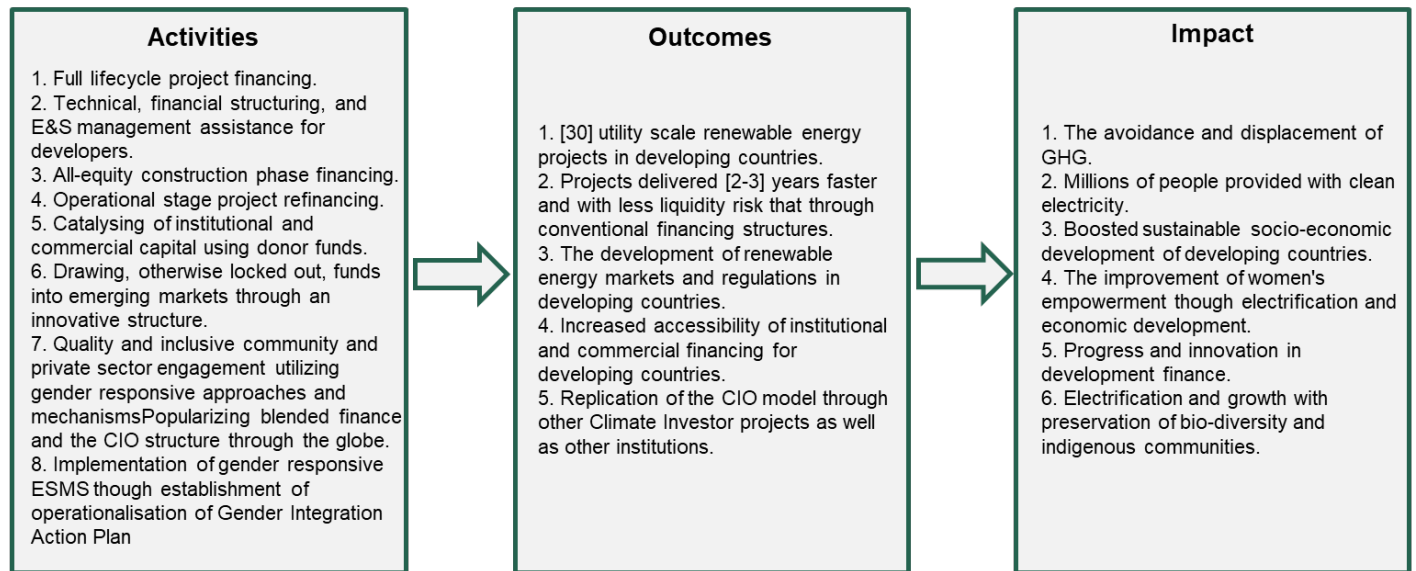 Activities
1. Full lifecycle project financing.
2. Technical, financial structuring, and
E&S management assistance for
developers.
3. All-equity construction phase financing.
4. Operational stage project refinancing.
5. Catalysing of institutional and
commercial capital using donor funds.
6. Drawing, otherwise locked out, funds
into emerging markets through an
innovative structure.
7. Quality and inclusive community and
private sector engagement utilizing
gender responsive approaches and
mechanismsPopularizing blended finance
and the CIO structure through the globe.
8. Implementation of gender responsive
ESMS though establishment of
operationalisation of Gender Integration
Action Plan
Outcomes
1. [30] utility scale renewable energy
projects in developing countries.
2. Projects delivered [2-3] years faster
and with less liquidity risk that through
conventional financing structures.
3. The development of renewable
energy markets and regulations in
developing countries.
4. Increased accessibility of institutional
and commercial financing for
developing countries.
5. Replication of the CIO model through
other Climate Investor projects as well
as other institutions.
Impact
1. The avoidance and displacement of
GHG.
2. Millions of people provided with clean
electricity.
3. Boosted sustainable socio-economic
development of developing countries.
4. The improvement of women's
empowerment though electrification and
economic development.
5. Progress and innovation in
development finance.
6. Electrification and growth with
preservation of bio-diversity and
indigenous communities.